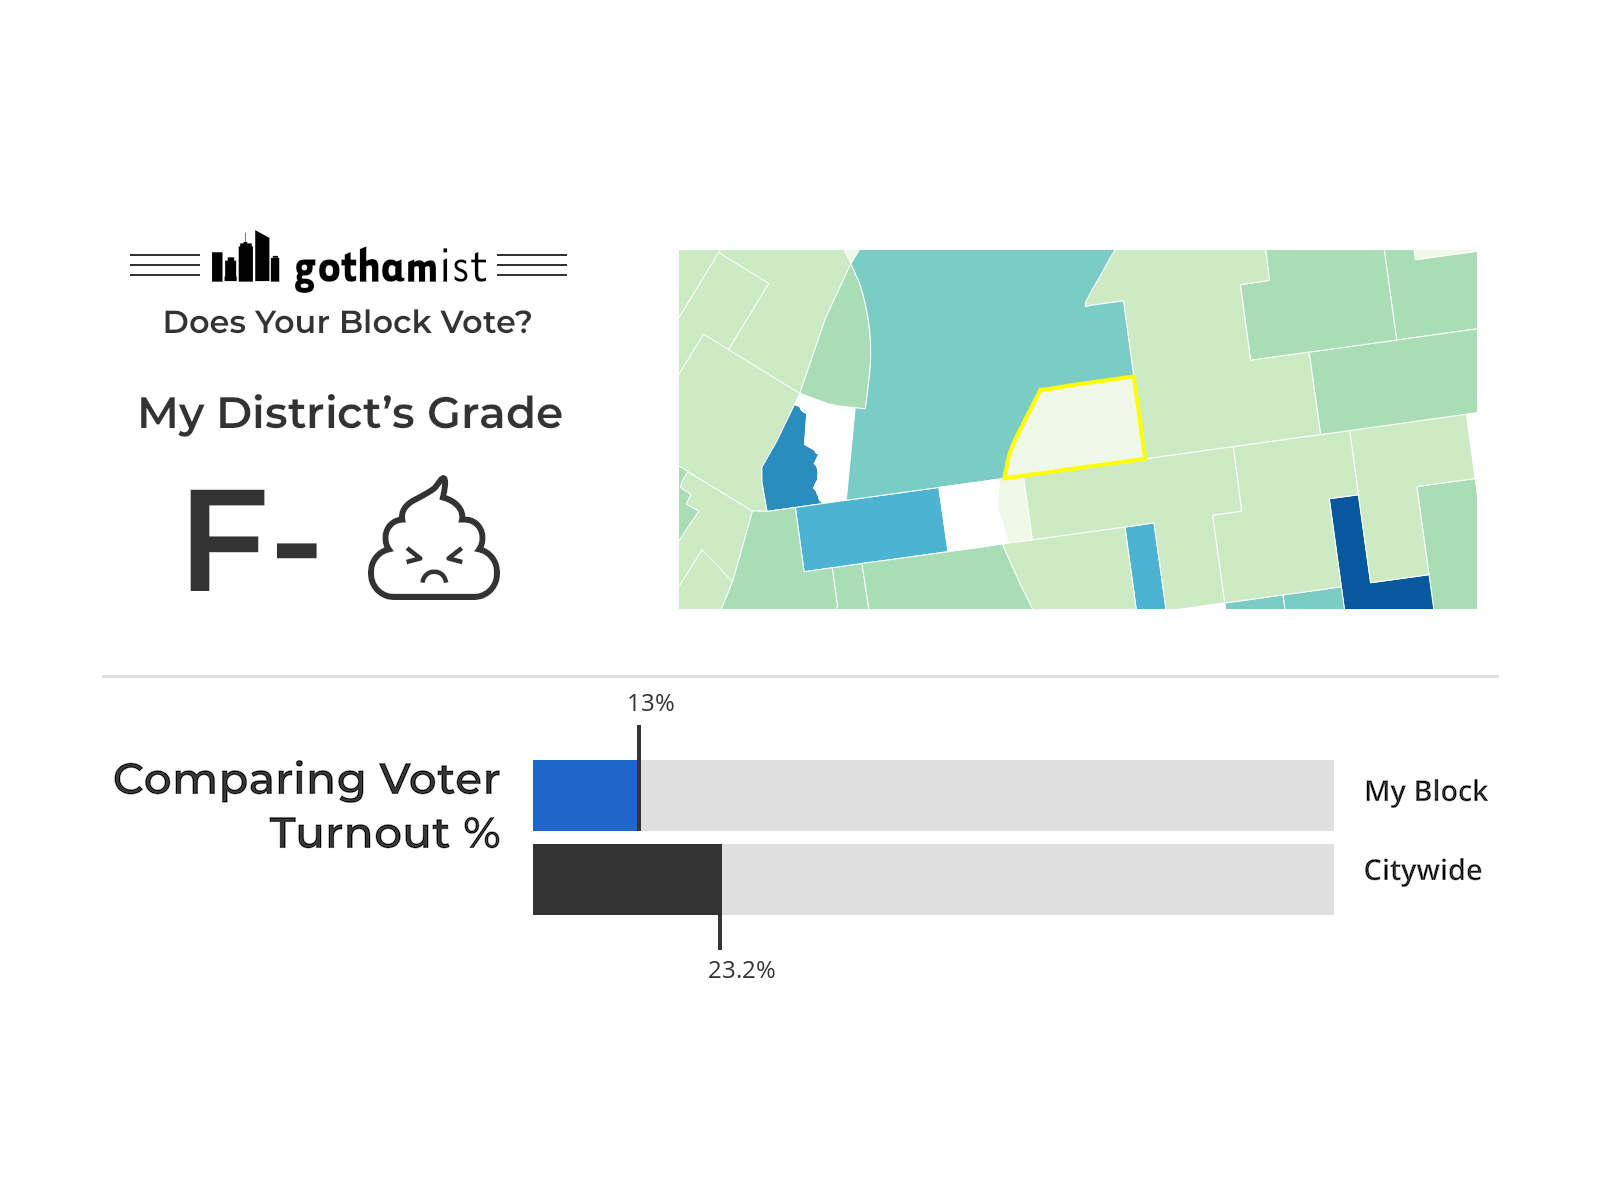 gothamist
Does Your Block Vote?
My District’s Grade
F-
13%
Comparing Voter
Turnout %
My Block
Citywide
23.2%